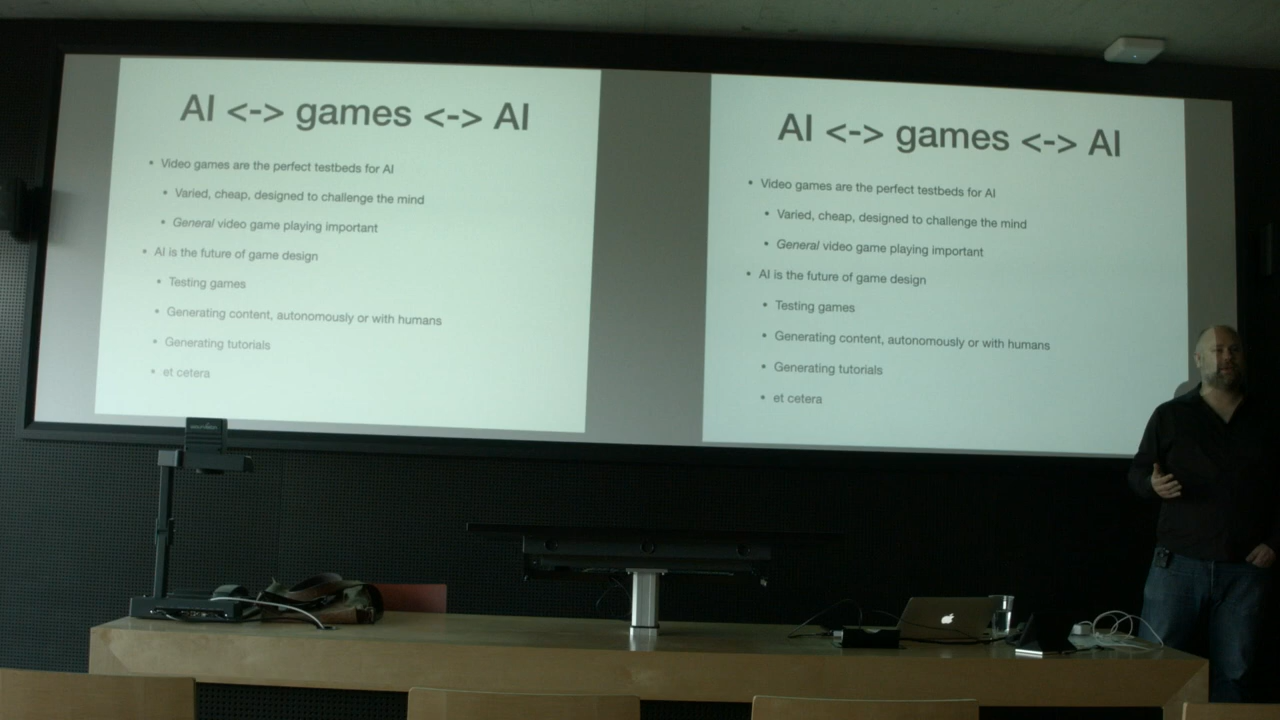 AI <-> games <-> AI
• Video games are the perfect testbeds for AI
• Varied, cheap, designed to challenge the mind
• General video game playing important
• AI is the future of game design
• Testing games
• Generating content, autonomously or with humans
• Generating tutorials
• et cetera
AI <-> games <-> AI
• Video games are the perfect testbeds for AI
• Varied, cheap, designed to challenge the mind
• General video game playing important
• AI is the future of game design
• Testing games
• Generating content, autonomously or with humans
• Generating tutorials
• et cetera